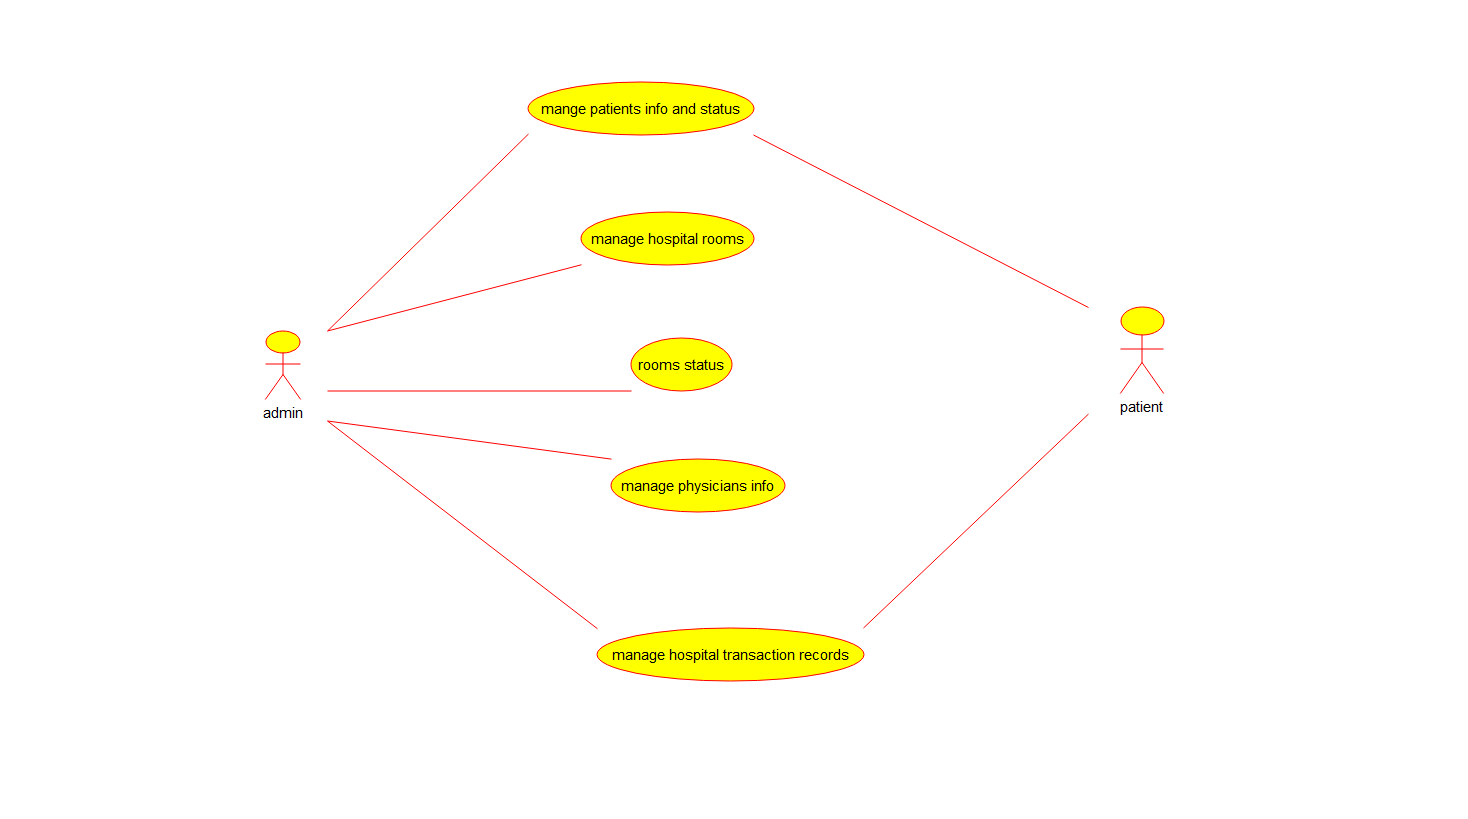 mange patients info and status
manage hospital rooms
rooms status
admin
patient
manage physicians info
manage hospital transaction records